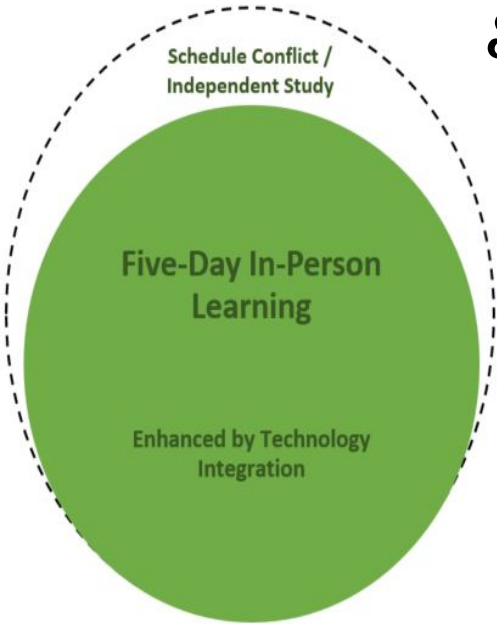 Schedule Conflict /
Independent Study
Five-Day In-Person
Learning
Enhanced by Technology
Integration